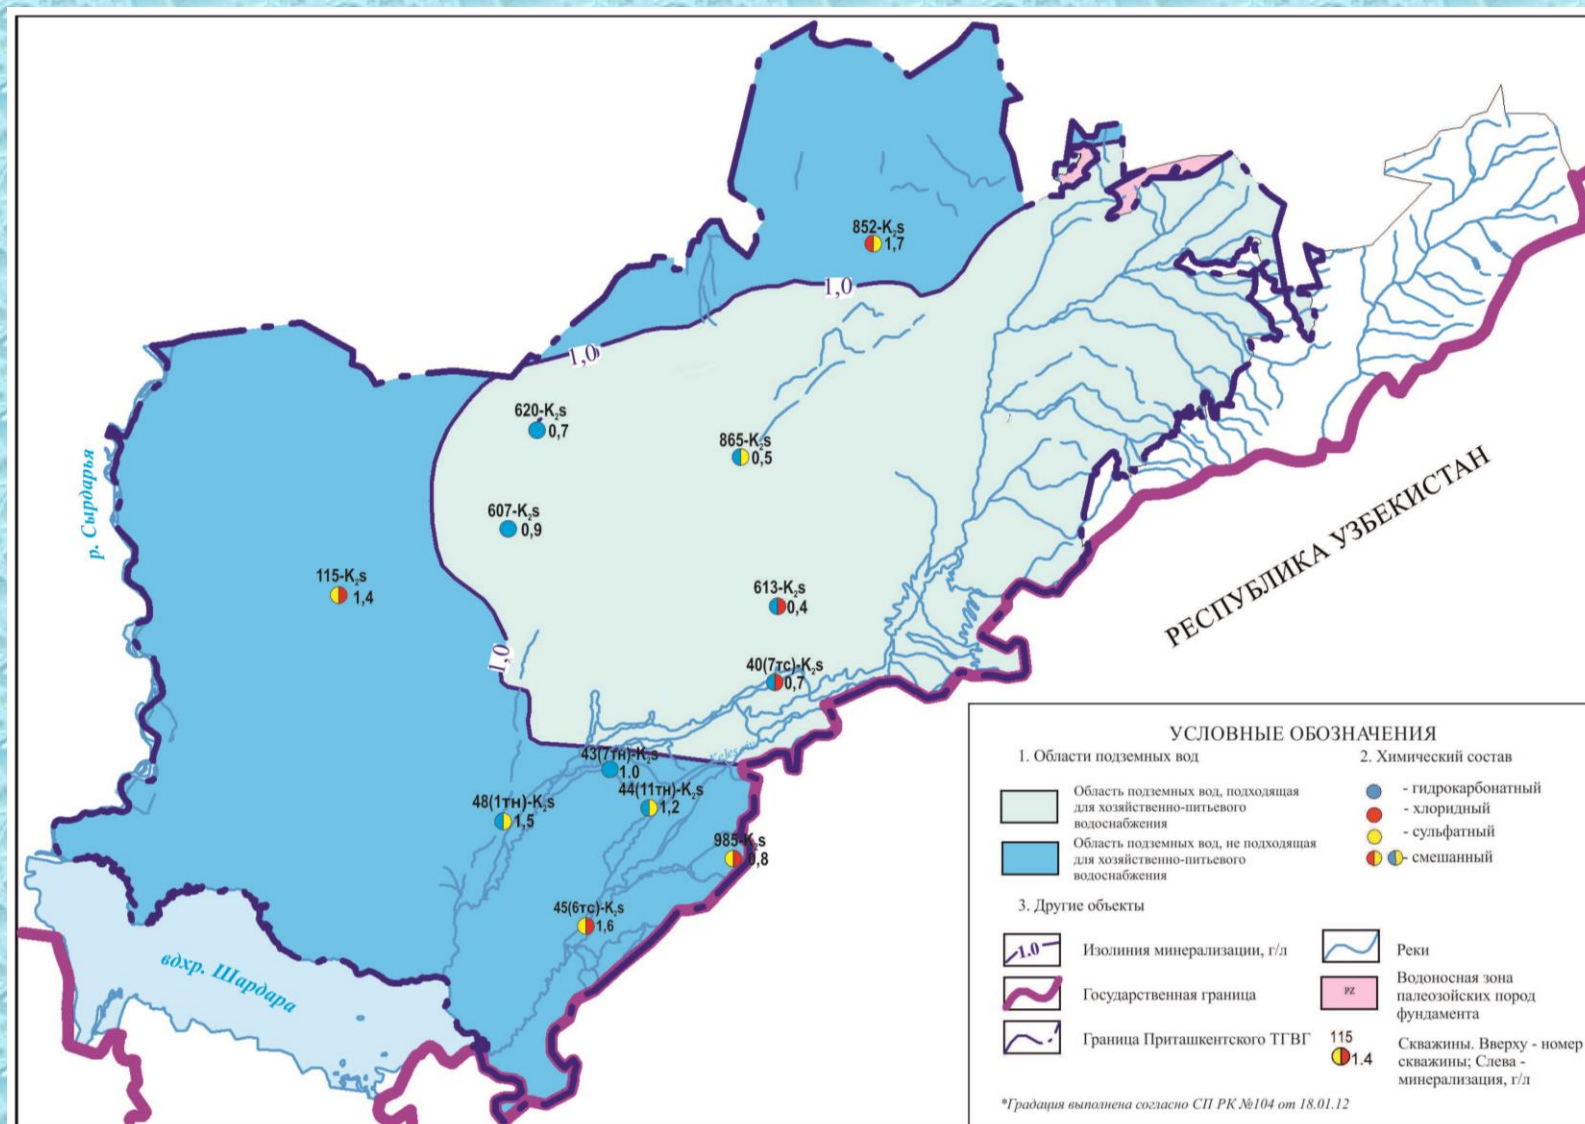 852-K₂s
1,7
1,0
1,0
620-K₂s
0,7
865-K₂s
0,5
р. Сырдарья
607-K₂s
0,9
115-K₂s
1,4
613-K₂s
0,4
РЕСПУБЛИКА УЗБЕКИСТАН
1,0
40(7тс)-K₂s
0,7
43(7тн)-K₂s
1.0
44(11тн)-K₂s
1,2
48(1тн)-K₂s
1,5
985-K₂s
0,8
45(6тс)-K₂s
1,6
вдхр. Шардара
УСЛОВНЫЕ ОБОЗНАЧЕНИЯ
1. Области подземных вод
Область подземных вод, подходящая
для хозяйственно-питьевого
водоснабжения
Область подземных вод, не подходящая
для хозяйственно-питьевого
водоснабжения
2. Химический состав
- гидрокарбонатный
- хлоридный
- сульфатный
- смешанный
3. Другие объекты
1.0
Изолиния минерализации, г/л
Государственная граница
Граница Приташкентского ТГВГ
Реки
PZ
Водоносная зона
палеозойских пород
фундамента
115
1.4
Скважины. Вверху - номер
скважины; Слева -
минерализация, г/л
*Градация выполнена согласно СП РК №104 от 18.01.12